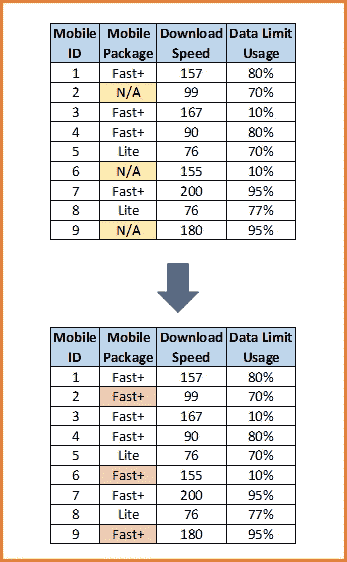 Mobile ID Mobile Package Download Speed Data Limit Usage
1 Fast+ 157 80%
2 N/A 99 70%
3 Fast+ 167 10%
4 Fast+ 90 80%
5 Lite 76 70%
6 N/A 155 10%
7 Fast+ 200 95%
8 Lite 76 77%
9 N/A 180 95%
Mobile ID Mobile Package Download Speed Data Limit Usage
1 Fast+ 157 80%
2 Fast+ 99 70%
3 Fast+ 167 10%
4 Fast+ 90 80%
5 Lite 76 70%
6 Fast+ 155 10%
7 Fast+ 200 95%
8 Lite 76 77%
9 Fast+ 180 95%